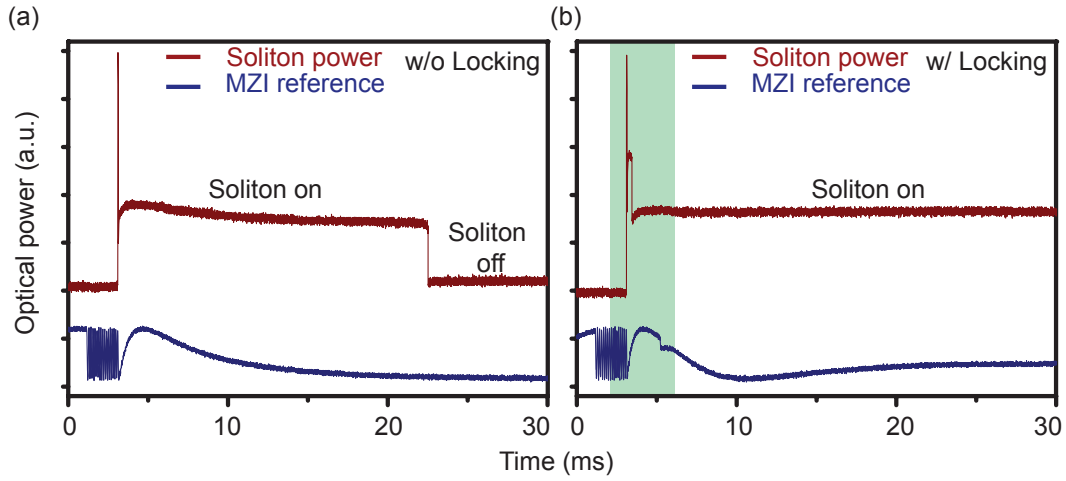 (a)
(b)
Soliton power
w/o Locking
MZI reference
Soliton power
w/ Locking
MZI reference
Optical power (a.u.)
Soliton on
Soliton
off
Soliton on
0
10
20
30
0
10
20
30
Time (ms)